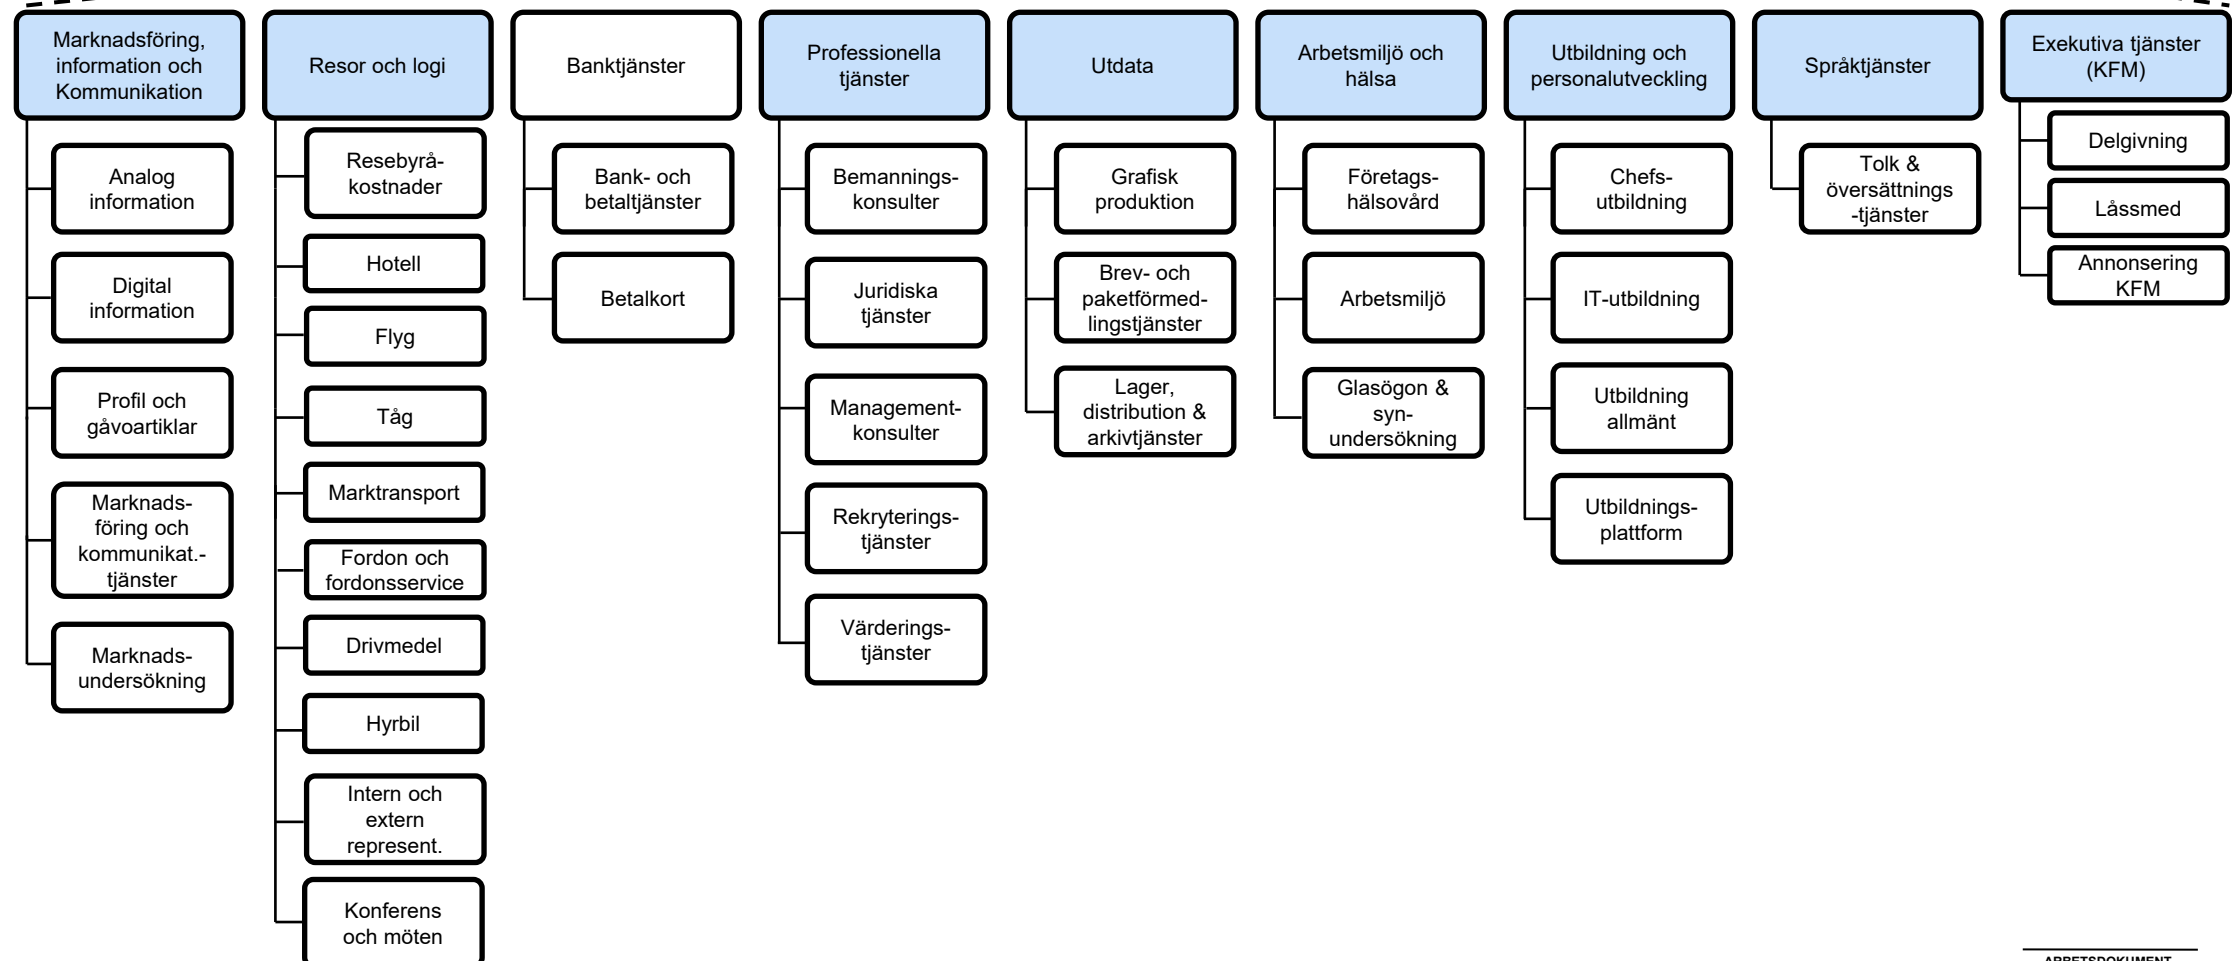 Marknadsföring,
information och
Kommunikation
Analog
information
Digital
information
Profil och
gåvoartiklar
Marknads-
föring och
kommunikat.-
tjänster
Marknads-
undersökning
Resor och logi
Resebyrå-
kostnader
Hotell
Flyg
Tåg
Marktransport
Fordon och
fordonsservice
Drivmedel
Hyrbil
Intern och
extern
represent.
Konferens
och möten
Banktjänster
Bank- och
betaltjänster
Betalkort
Professionella
tjänster
Bemannings-
konsulter
Juridiska
tjänster
Management-
konsulter
Rekryterings-
tjänster
Värderings-
tjänster
Utdata
Grafisk
produktion
Brev- och
paketförmed-
lingstjänster
Lager,
distribution &
arkivtjänster
Arbetsmiljö och
hälsa
Företags-
hälsovård
Arbetsmiljö
Glasögon &
syn-
undersökning
Utbildning och
personalutveckling
Chefs-
utbildning
IT-utbildning
Utbildning
allmänt
Utbildnings-
plattform
Språktjänster
Tolk &
översättnings
-tjänster
Exekutiva tjänster
(KFM)
Delgivning
Låssmed
Annonsering
KFM
ARBETSDOKUMENT